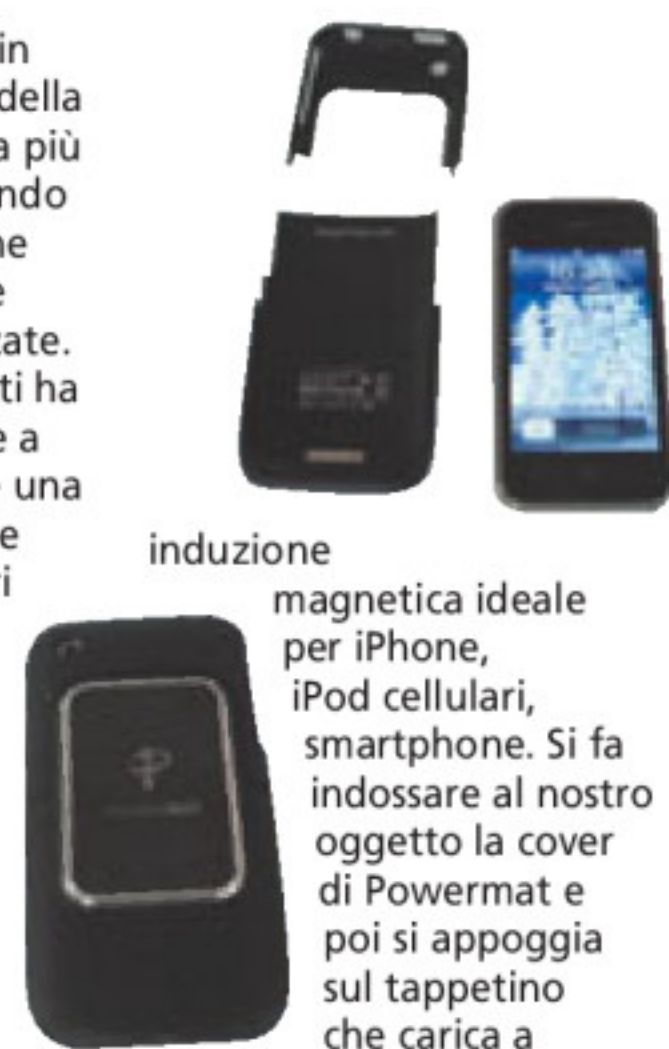 in
della
a più
ndo
ne
e
ate.
ti ha
e a
una
e
ri
induzione
magnetica ideale
per iPhone,
iPod cellulari,
smartphone. Si fa
indossare al nostro
oggetto la cover
di Powermat e
poi si appoggia
sul tappetino
che carica a